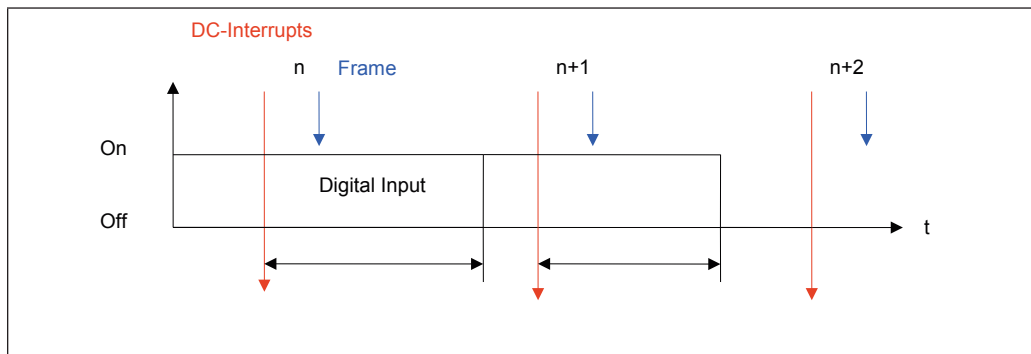 DC-Interrupts
n Frame n+1 n+2
On
Digital Input
Off
t